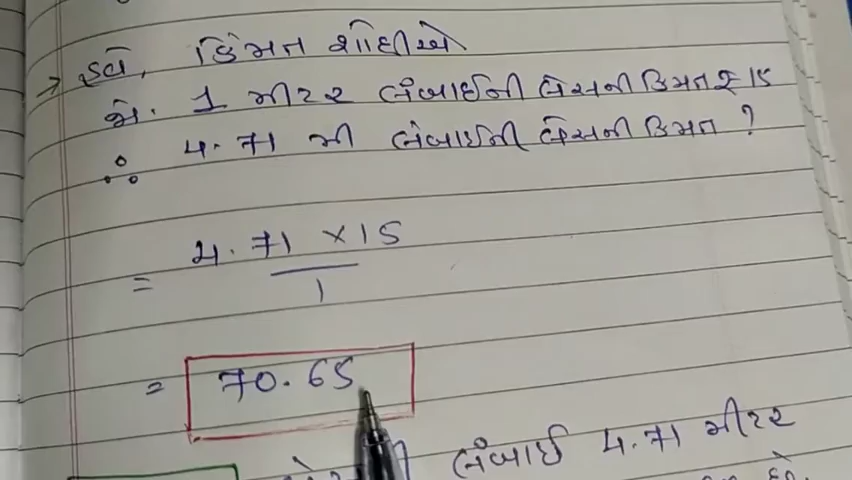 → હવે, કિંમત શોધીએ
જો. 1 મીટર લંબાઈની લેસની કિંમત ₹ 15
∴ 4.71 મી લંબાઈની લેસની કિંમત ?
= 4.71 × 15
1
= 70.65
લંબાઈ 4.71 મીટર